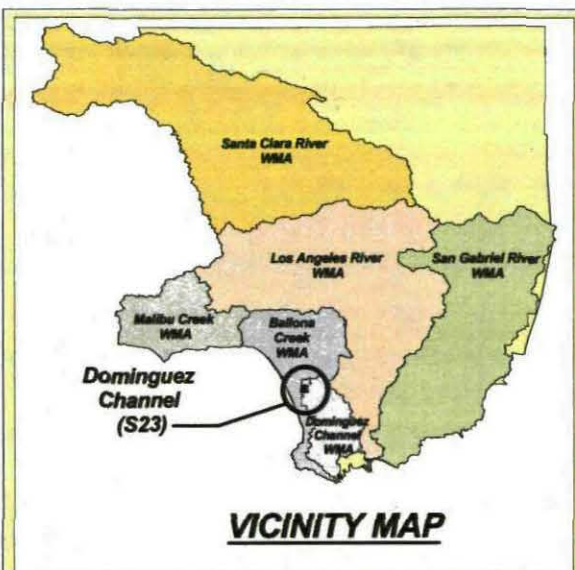 Santa Clara River
WMA
Los Angeles River
WMA
San Gabriel River
WMA
Malibu Creek
WMA
Ballona
Creek
WMA
Dominguez
Channel
(S23)
Dominguez
Channel
WMA
VICINITY MAP